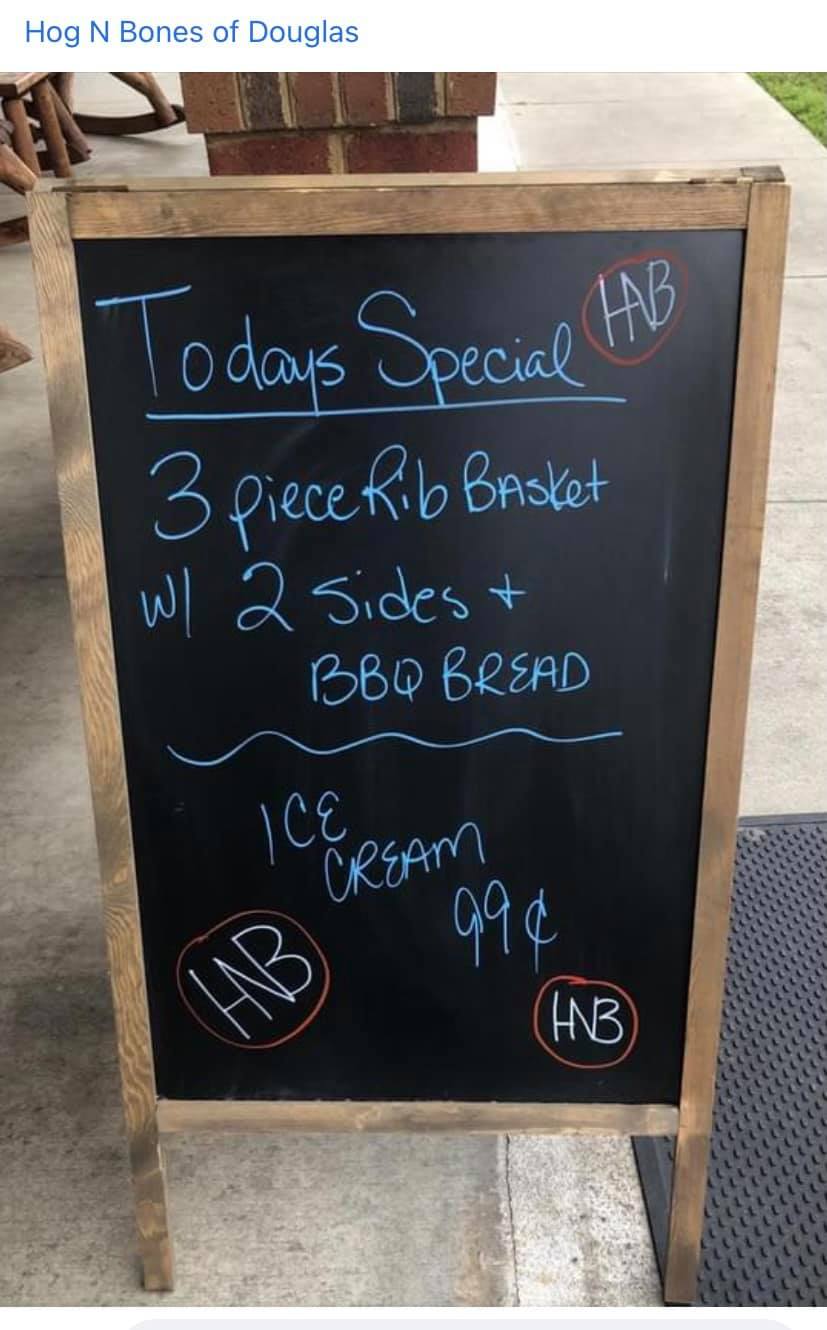 Hog N Bones of Douglas
Todays Special HNB
3 piece Rib Basket
w/ 2 Sides +
BBQ BREAD
ICE
CREAM
99¢
HNB
HNB